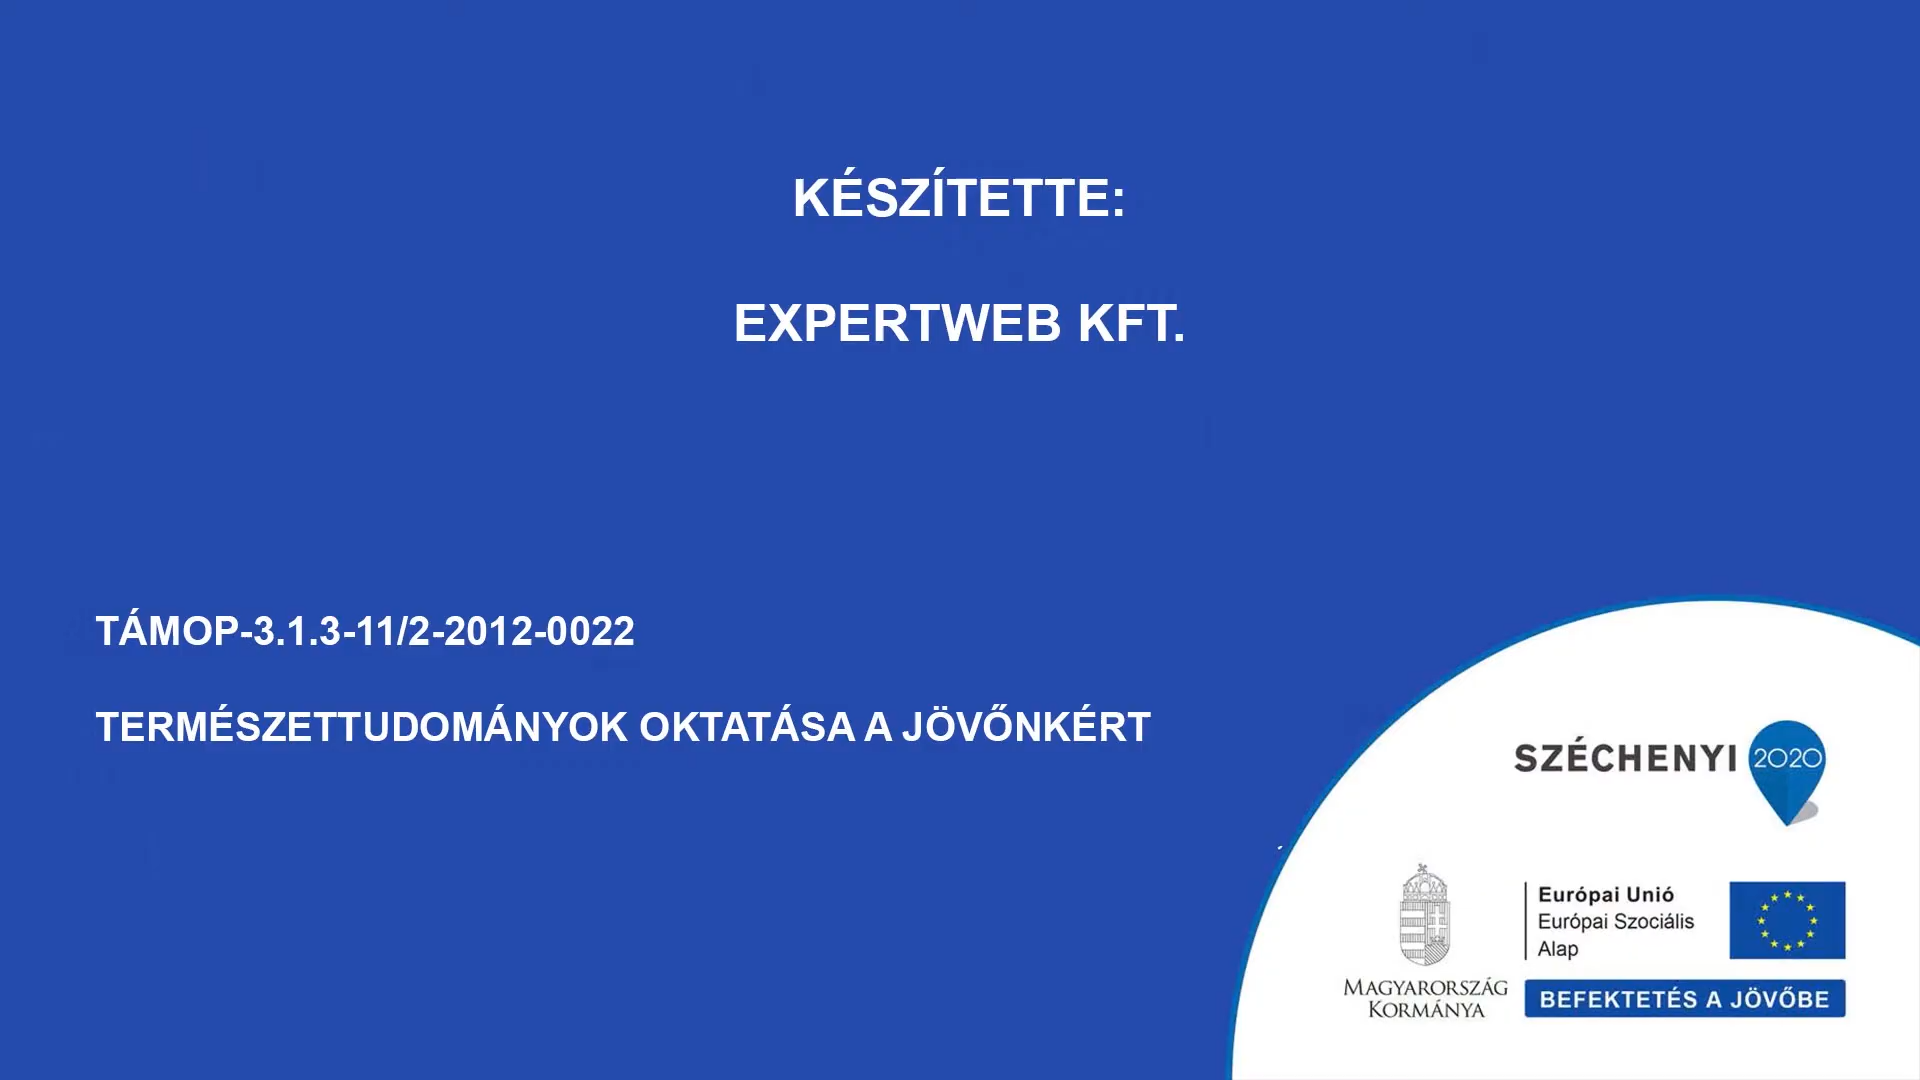 KÉSZÍTETTE:
EXPERTWEB KFT.
TÁMOP-3.1.3-11/2-2012-0022
TERMÉSZETTUDOMÁNYOK OKTATÁSA A JÖVŐNKÉRT
SZÉCHENYI 2020
Európai Unió
Európai Szociális
Alap
MAGYARORSZÁG
KORMÁNYA
BEFEKTETÉS A JÖVŐBE